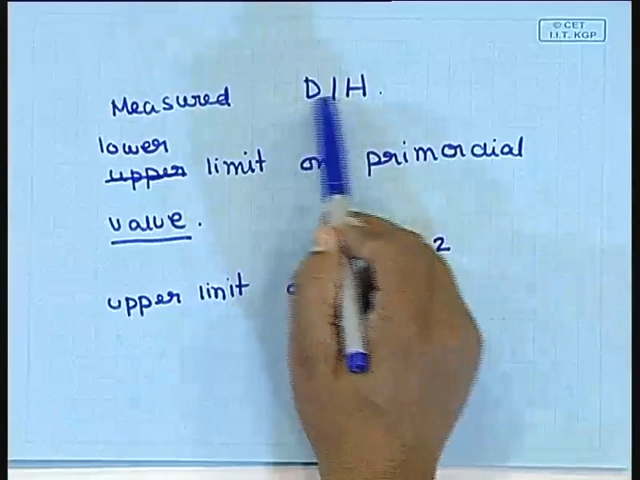 © CET
I.I.T. KGP
Measured D/H.
lower
upper limit on primordial
value.
upper limit 2